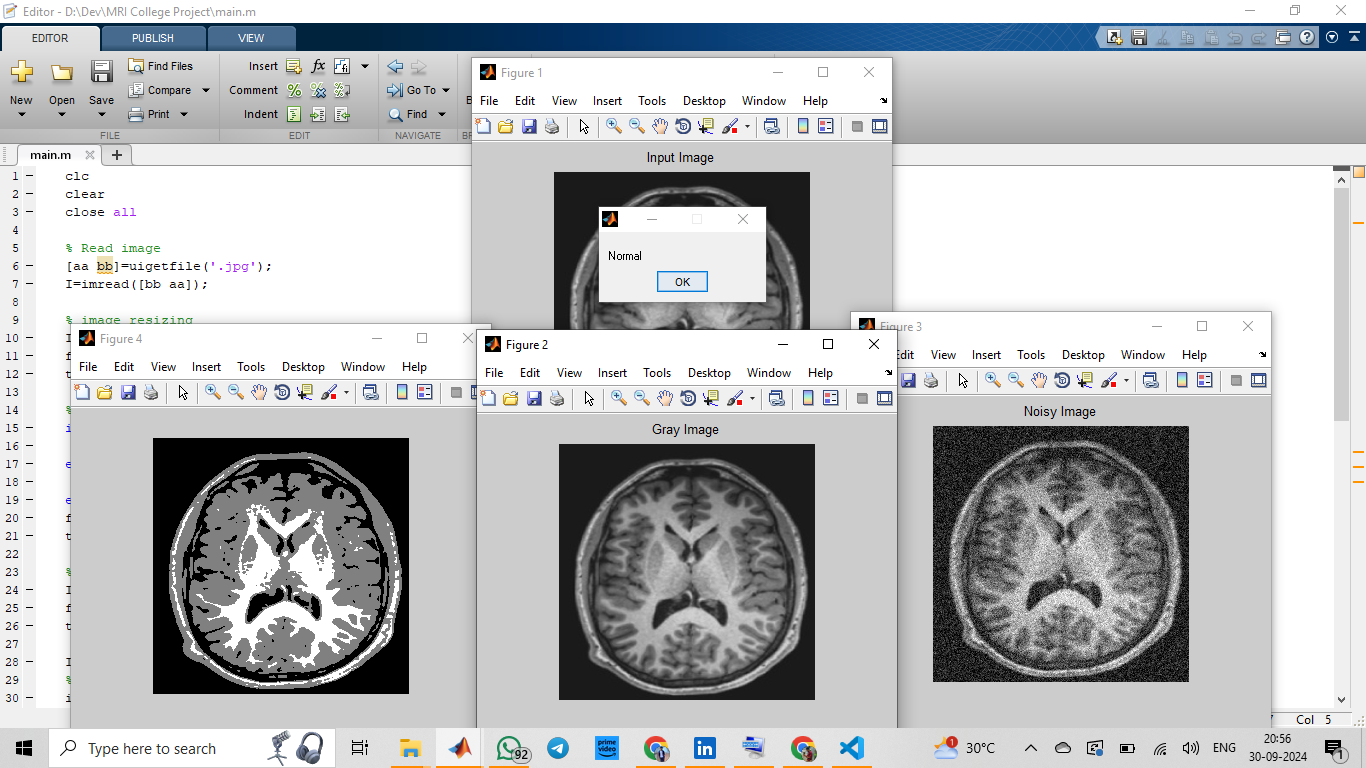 Editor - D:\Dev\MRI College Project\main.m
EDITOR PUBLISH VIEW
New Open Save
Find Files
Compare
Print
FILE
Insert
Comment
Indent
EDIT
Go To
Find
NAVIGATE
main.m
1 clc
2 clear
3 close all
4
5 % Read image
6 [aa bb]=uigetfile('.jpg');
7 I=imread([bb aa]);
8
9 % image resizing
10 I
11 f
12 t
13
14 %
15 i
16
17 e
18
19 e
20 f
21 t
22
23 %
24 I
25 f
26 t
27
28 I
29 %
30 i
Figure 1
File Edit View Insert Tools Desktop Window Help
Input Image
Normal
OK
Figure 4
File Edit View Insert Tools Desktop Window Help
Figure 2
File Edit View Insert Tools Desktop Window Help
Gray Image
Figure 3
Edit View Insert Tools Desktop Window Help
Noisy Image
Col 5
Type here to search
92
prime video
in
1
30°C
ENG
20:56
30-09-2024
1